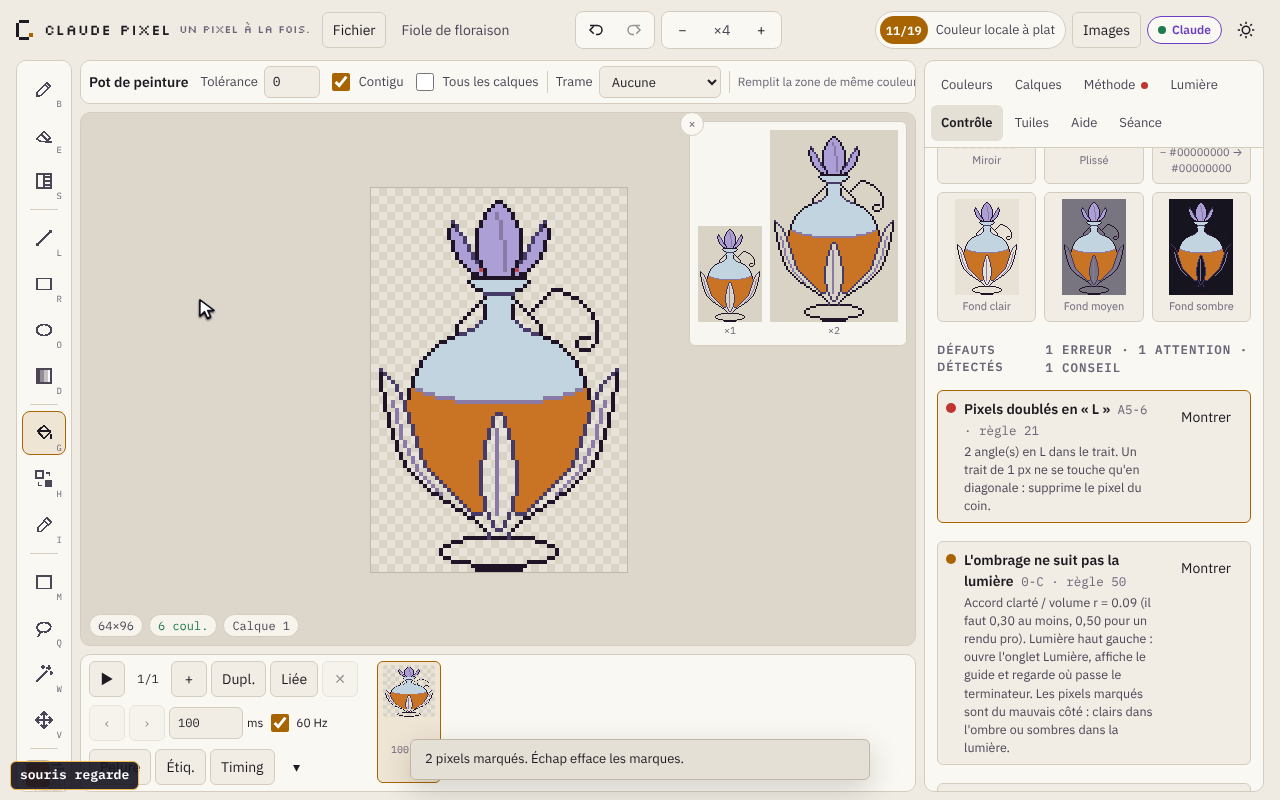 CLAUDE PIXEL UN PIXEL À LA FOIS. Fichier Fiole de floraison − ×4 + 11/19 Couleur locale à plat Images Claude
Pot de peinture Tolérance 0 Contigu Tous les calques Trame Aucune Remplit la zone de même couleur
B
E
S
L
R
O
D
G
H
I
M
Q
W
V
×
×1 ×2
64×96 6 coul. Calque 1
1/1 + Dupl. Liée ×
‹ › 100 ms 60 Hz
Étiq. Timing ▼
100
souris regarde
2 pixels marqués. Échap efface les marques.
Couleurs Calques Méthode Lumière
Contrôle Tuiles Aide Séance
Miroir Plissé – #00000000 → #00000000
Fond clair Fond moyen Fond sombre
DÉFAUTS DÉTECTÉS 1 ERREUR · 1 ATTENTION · 1 CONSEIL
Pixels doublés en « L » A5-6
· règle 21
Montrer
2 angle(s) en L dans le trait. Un
trait de 1 px ne se touche qu'en
diagonale : supprime le pixel du
coin.
L'ombrage ne suit pas la
lumière 0-C · règle 50
Montrer
Accord clarté / volume r = 0.09 (il
faut 0,30 au moins, 0,50 pour un
rendu pro). Lumière haut gauche :
ouvre l'onglet Lumière, affiche le
guide et regarde où passe le
terminateur. Les pixels marqués
sont du mauvais côté : clairs dans
l'ombre ou sombres dans la
lumière.